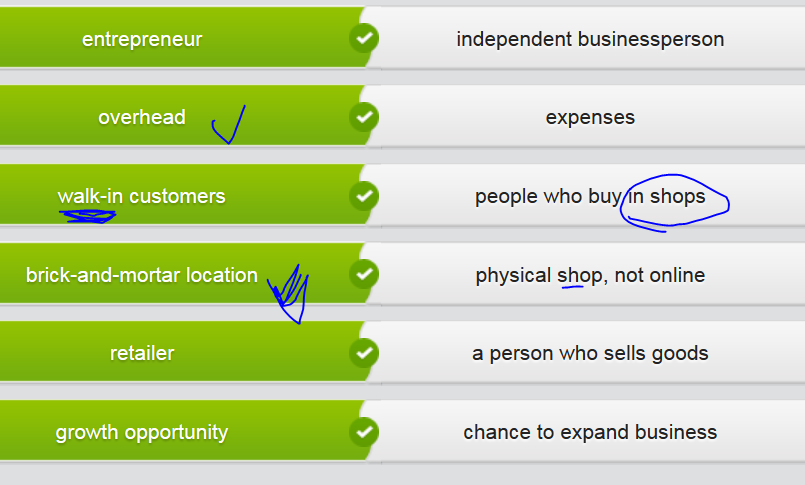 entrepreneur independent businessperson
overhead expenses
walk-in customers people who buy in shops
brick-and-mortar location physical shop, not online
retailer a person who sells goods
growth opportunity chance to expand business